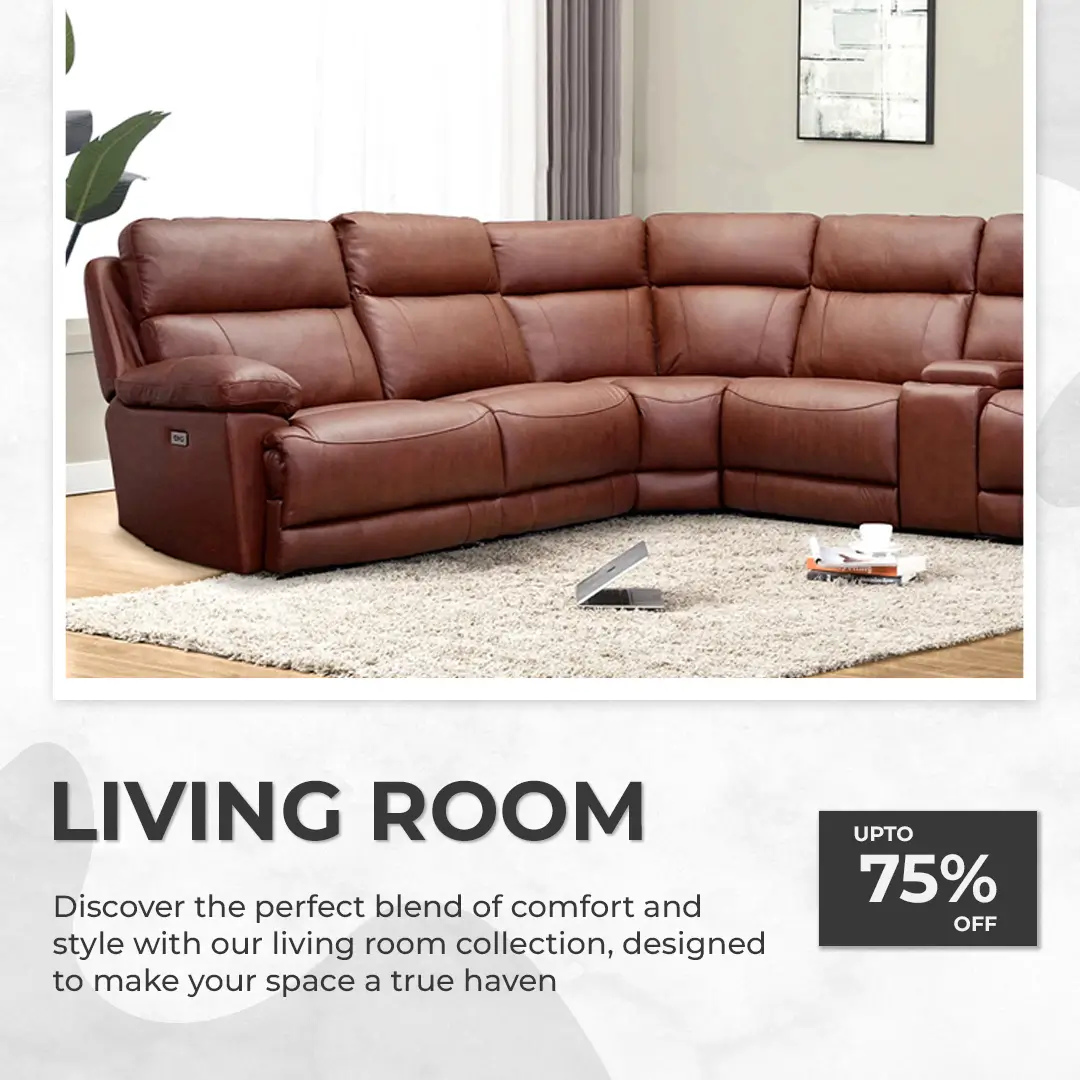 LIVING ROOM
Discover the perfect blend of comfort and
style with our living room collection, designed
to make your space a true haven
UPTO
75%
OFF